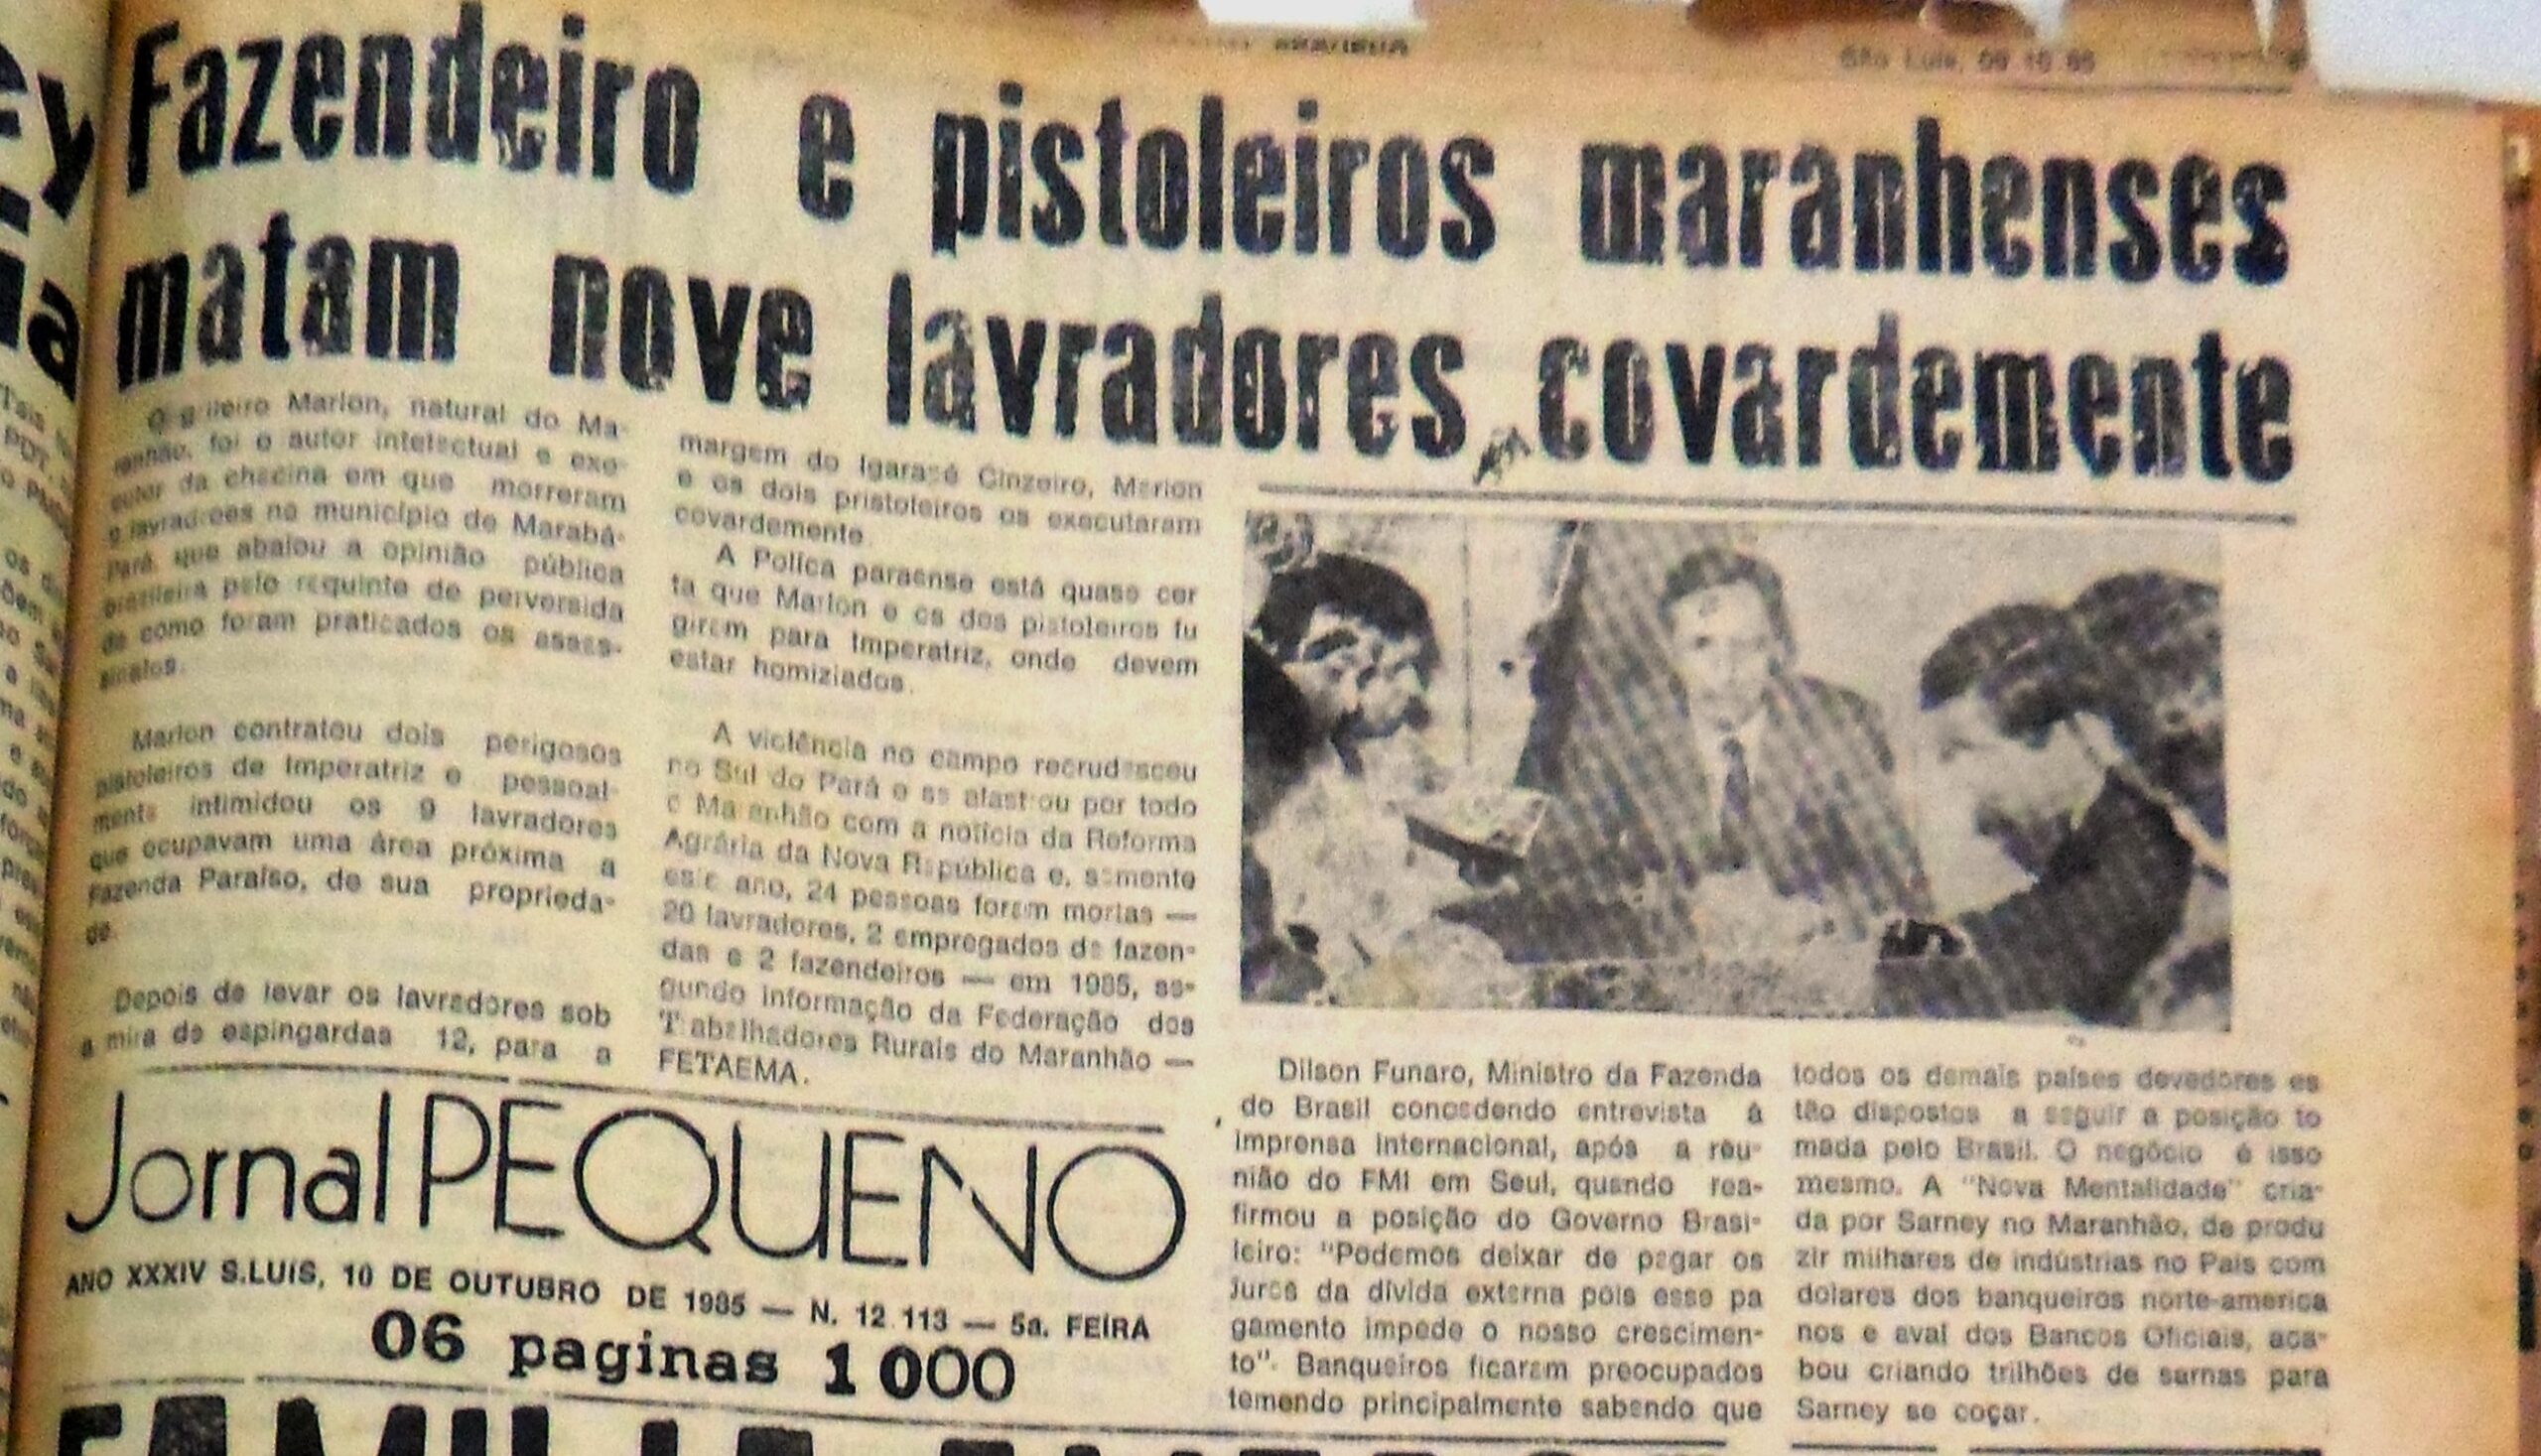 São Luís, 09 10 85
Fazendeiro e pistoleiros maranhenses
matam nove lavradores covardemente
O grileiro Marlon, natural do Ma-
ranhão, foi o autor intelectual e exe-
cutor da chacina em que morreram
9 lavradores no município de Marabá-
Pará, que abalou a opinião pública
brasileira pelo requinte de perversida
de como foram praticados os assas-
sinatos.
Marlon contratou dois perigosos
pistoleiros de Imperatriz e pessoal-
mente intimidou os 9 lavradores
que ocupavam uma área próxima a
Fazenda Paraíso, de sua proprieda-
de.
Depois de levar os lavradores sob
a mira de espingardas 12, para a
margem do Igarapé Cinzeiro, Marlon
e os dois pristoleiros os executaram
covardemente.
A Polica paraense está quase cer
ta que Marlon e os dos pistoleiros fu
giram para Imperatriz, onde devem
estar homiziados.
A violência no campo recrudesceu
no Sul do Pará e se alastrou por todo
o Maranhão com a notícia da Reforma
Agrária da Nova República e, somente
este ano, 24 pessoas foram mortas —
20 lavradores, 2 empregados de fazen-
das e 2 fazendeiros — em 1985, se-
gundo informação da Federação dos
Trabalhadores Rurais do Maranhão —
FETAEMA.
Jornal PEQUENO
ANO XXXIV S.LUIS, 10 DE OUTUBRO DE 1985 — N. 12.113 — 5a. FEIRA
06 paginas 1000
Dilson Funaro, Ministro da Fazenda
do Brasil concedendo entrevista à
imprensa internacional, após a reu-
nião do FMI em Seul, quando rea-
firmou a posição do Governo Brasi-
leiro: "Podemos deixar de pagar os
juros da dívida externa pois esse pa
gamento impede o nosso crescimen-
to". Banqueiros ficaram preocupados
temendo principalmente sabendo que
todos os demais países devedores es
tão dispostos a seguir a posição to
mada pelo Brasil. O negócio é isso
mesmo. A "Nova Mentalidade" cria-
da por Sarney no Maranhão, de produ
zir milhares de indústrias no País com
dolares dos banqueiros norte-america
nos e aval dos Bancos Oficiais, aca-
bou criando trilhões de sarnas para
Sarney se coçar.